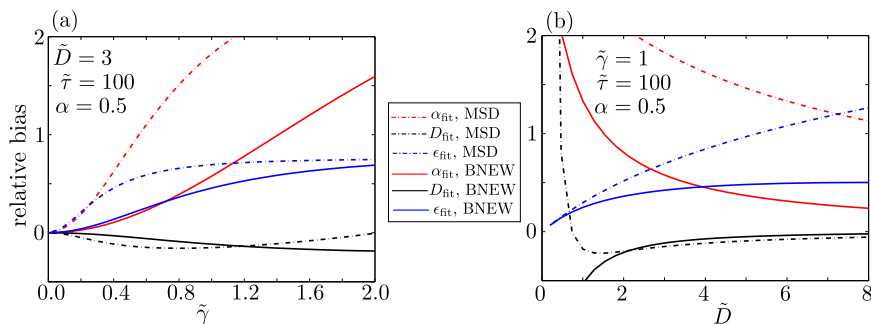 (a)
D̃ = 3
τ̃ = 100
α = 0.5
relative bias
2
1
0
0.0 0.4 0.8 1.2 1.6 2.0
γ̃
α_fit, MSD
D_fit, MSD
ϵ_fit, MSD
α_fit, BNEW
D_fit, BNEW
ϵ_fit, BNEW
(b)
γ̃ = 1
τ̃ = 100
α = 0.5
2
1
0
0 2 4 6 8
D̃